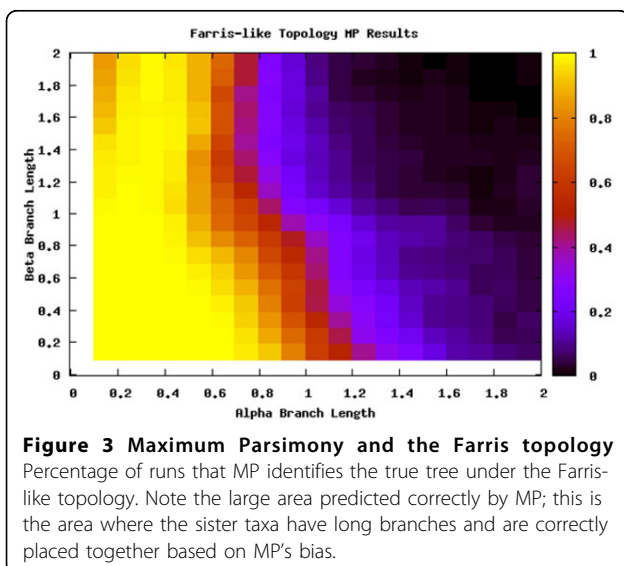 Farris-like Topology MP Results
2
1.8
1.6
1.4
1.2
1
0.8
0.6
0.4
0.2
0
Beta Branch Length
0 0.2 0.4 0.6 0.8 1 1.2 1.4 1.6 1.8 2
Alpha Branch Length
1
0.8
0.6
0.4
0.2
0
Figure 3 Maximum Parsimony and the Farris topology
Percentage of runs that MP identifies the true tree under the Farris-
like topology. Note the large area predicted correctly by MP; this is
the area where the sister taxa have long branches and are correctly
placed together based on MP's bias.